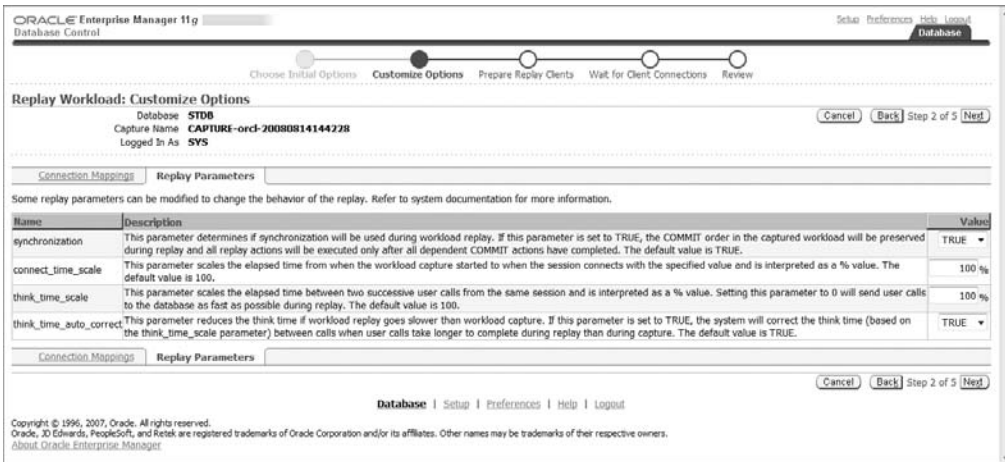 ORACLE Enterprise Manager 11g
Database Control
Setup Preferences Help Logout
Database
Choose Initial Options Customize Options Prepare Replay Clients Wait for Client Connections Review
Replay Workload: Customize Options
Database STDB
Capture Name CAPTURE-orcl-20080814144228
Logged In As SYS
Cancel Back Step 2 of 5 Next
Connection Mappings Replay Parameters
Some replay parameters can be modified to change the behavior of the replay. Refer to system documentation for more information.
Name Description Value
synchronization This parameter determines if synchronization will be used during workload replay. If this parameter is set to TRUE, the COMMIT order in the captured workload will be preserved TRUE
during replay and all replay actions will be executed only after all dependent COMMIT actions have completed. The default value is TRUE.
connect_time_scale This parameter scales the elapsed time from when the workload capture started to when the session connects with the specified value and is interpreted as a % value. The 100 %
default value is 100.
think_time_scale This parameter scales the elapsed time between two successive user calls from the same session and is interpreted as a % value. Setting this parameter to 0 will send user calls 100 %
to the database as fast as possible during replay. The default value is 100.
think_time_auto_correct This parameter reduces the think time if workload replay goes slower than workload capture. If this parameter is set to TRUE, the system will correct the think time (based on TRUE
the think_time_scale parameter) between calls when user calls take longer to complete during replay than during capture. The default value is TRUE.
Connection Mappings Replay Parameters
Cancel Back Step 2 of 5 Next
Database | Setup | Preferences | Help | Logout
Copyright © 1996, 2007, Oracle. All rights reserved.
Oracle, JD Edwards, PeopleSoft, and Retek are registered trademarks of Oracle Corporation and/or its affiliates. Other names may be trademarks of their respective owners.
About Oracle Enterprise Manager